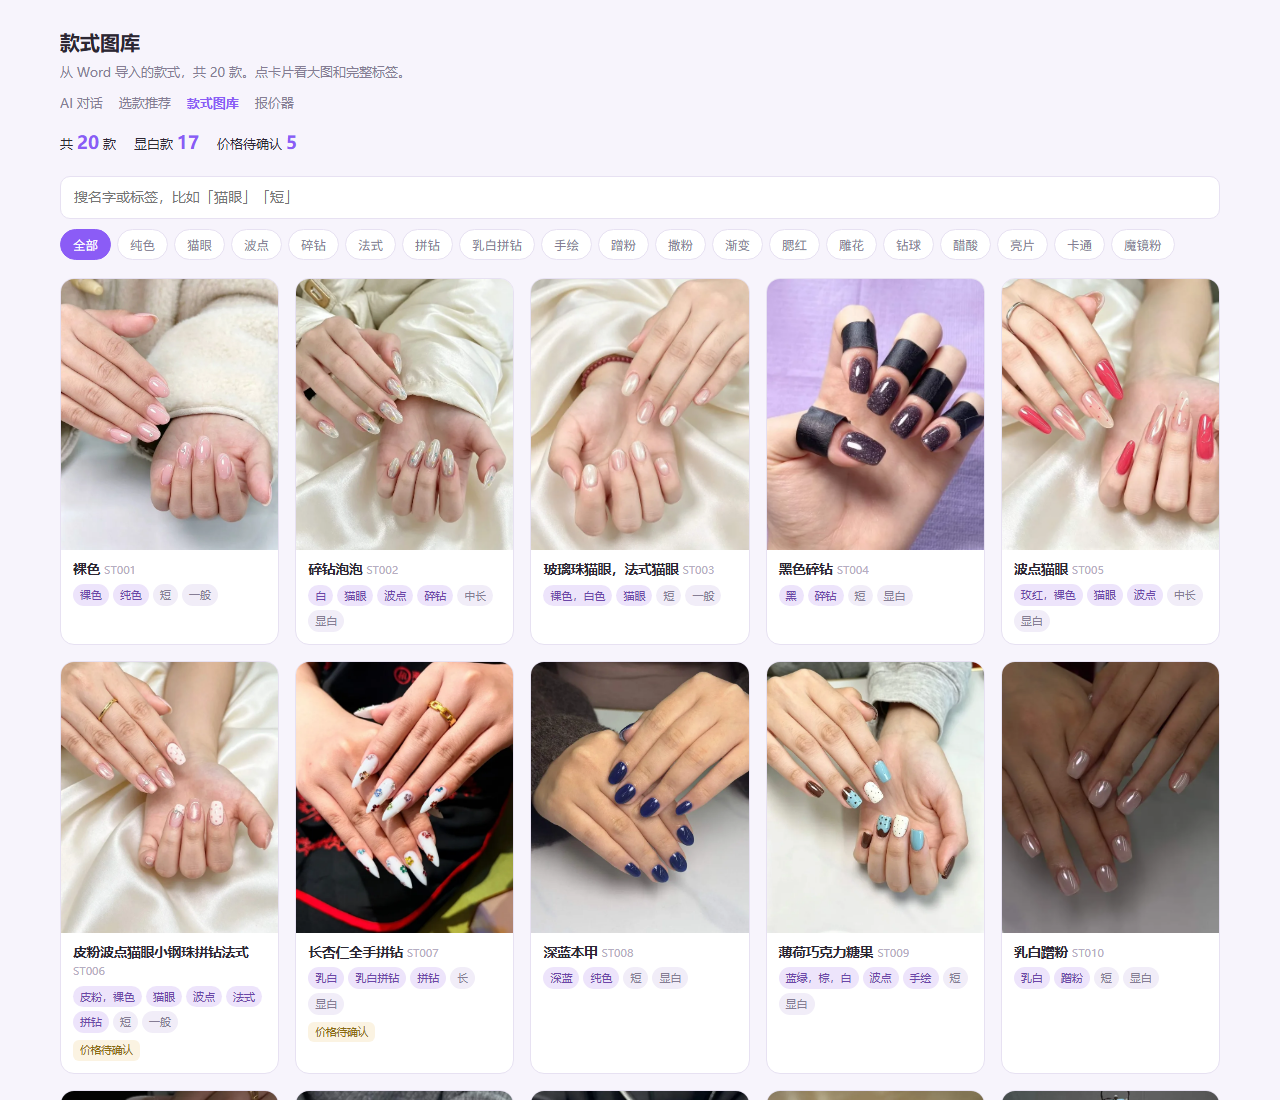 款式图库
从 Word 导入的款式，共 20 款。点卡片看大图和完整标签。
AI 对话 选款推荐 款式图库 报价器
共 20 款 显白款 17 价格待确认 5
搜名字或标签，比如「猫眼」「短」
全部 纯色 猫眼 波点 碎钻 法式 拼钻 乳白拼钻 手绘 蹭粉 撒粉 渐变 腮红 雕花 钻球 醋酸 亮片 卡通 魔镜粉
裸色 ST001
裸色 纯色 短 一般
碎钻泡泡 ST002
白 猫眼 波点 碎钻 中长
显白
玻璃珠猫眼，法式猫眼 ST003
裸色，白色 猫眼 短 一般
黑色碎钻 ST004
黑 碎钻 短 显白
波点猫眼 ST005
玫红，裸色 猫眼 波点 中长
显白
皮粉波点猫眼小钢珠拼钻法式
ST006
皮粉，裸色 猫眼 波点 法式
拼钻 短 一般
价格待确认
长杏仁全手拼钻 ST007
乳白 乳白拼钻 拼钻 长
显白
价格待确认
深蓝本甲 ST008
深蓝 纯色 短 显白
薄荷巧克力糖果 ST009
蓝绿，棕，白 波点 手绘 短
显白
乳白蹭粉 ST010
乳白 蹭粉 短 显白